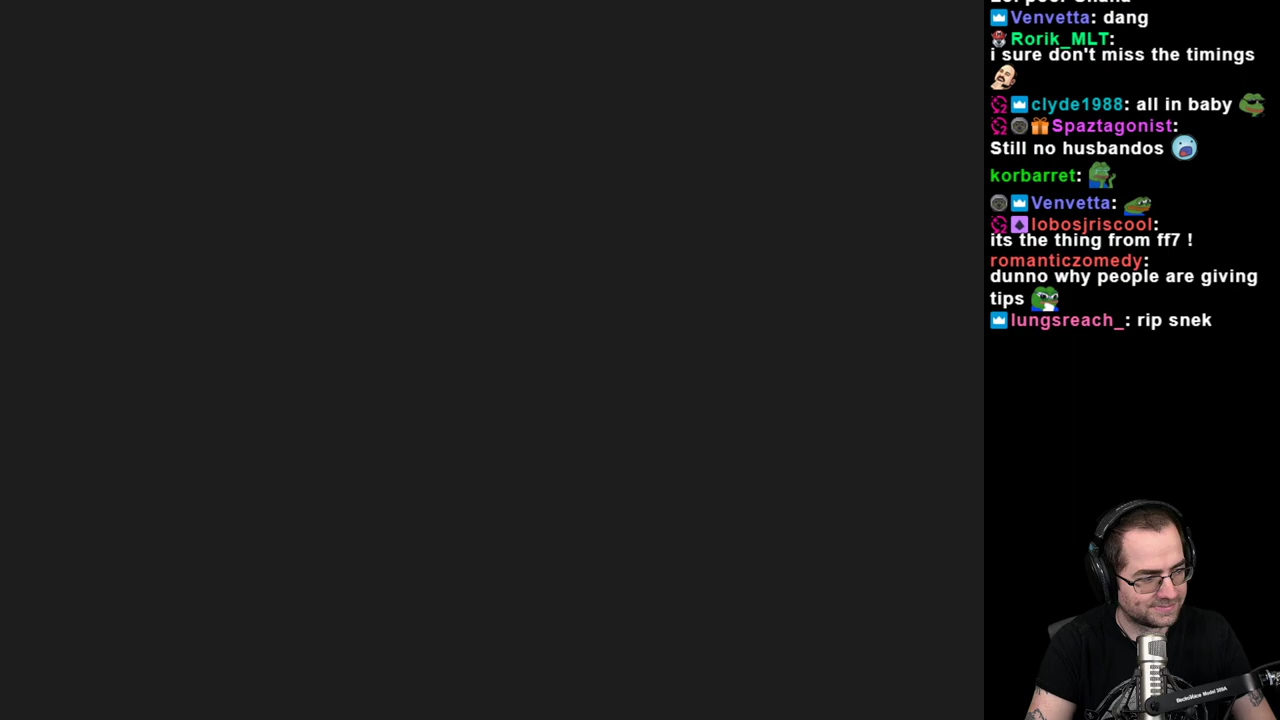 Venvetta: dang
Rorik_MLT:
i sure don't miss the timings
clyde1988: all in baby
Spaztagonist:
Still no husbandos
korbarret:
Venvetta:
lobosjriscool:
its the thing from ff7 !
romanticzomedy:
dunno why people are giving
tips
lungsreach_: rip snek